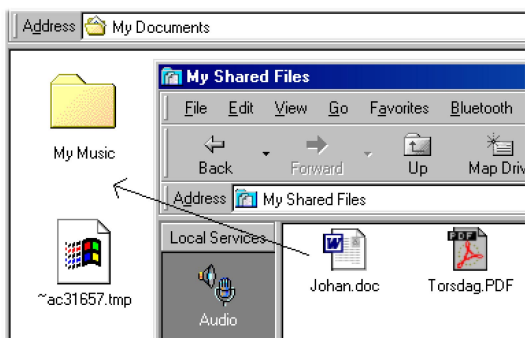 Address My Documents
My Shared Files
File Edit View Go Favorites Bluetooth
My Music
Back Forward Up Map Driv
Address My Shared Files
Local Services
Johan.doc Torsdag.PDF
~ac31657.tmp
Audio